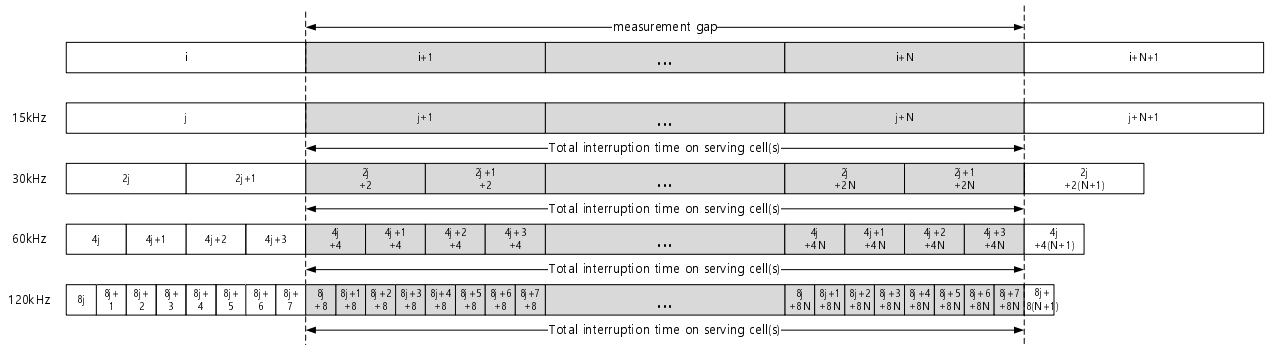 measurement gap
i
i+1
...
i+N
i+N+1
15kHz
j
j+1
...
j+N
j+N+1
Total interruption time on serving cell(s)
30kHz
2j
2j+1
2j
+2
2j+1
+2
...
2j
+2N
2j+1
+2N
2j
+2(N+1)
Total interruption time on serving cell(s)
60kHz
4j
4j+1
4j+2
4j+3
4j
+4
4j+1
+4
4j+2
+4
4j+3
+4
...
4j
+4N
4j+1
+4N
4j+2
+4N
4j+3
+4N
4j
+4(N+1)
Total interruption time on serving cell(s)
120kHz
8j
8j+
1
8j+
2
8j+
3
8j+
4
8j+
5
8j+
6
8j+
7
8j
+8
8j+1
+8
8j+2
+8
8j+3
+8
8j+4
+8
8j+5
+8
8j+6
+8
8j+7
+8
...
8j
+8N
8j+1
+8N
8j+2
+8N
8j+3
+8N
8j+4
+8N
8j+5
+8N
8j+6
+8N
8j+7
+8N
8j+
8(N+1)
Total interruption time on serving cell(s)